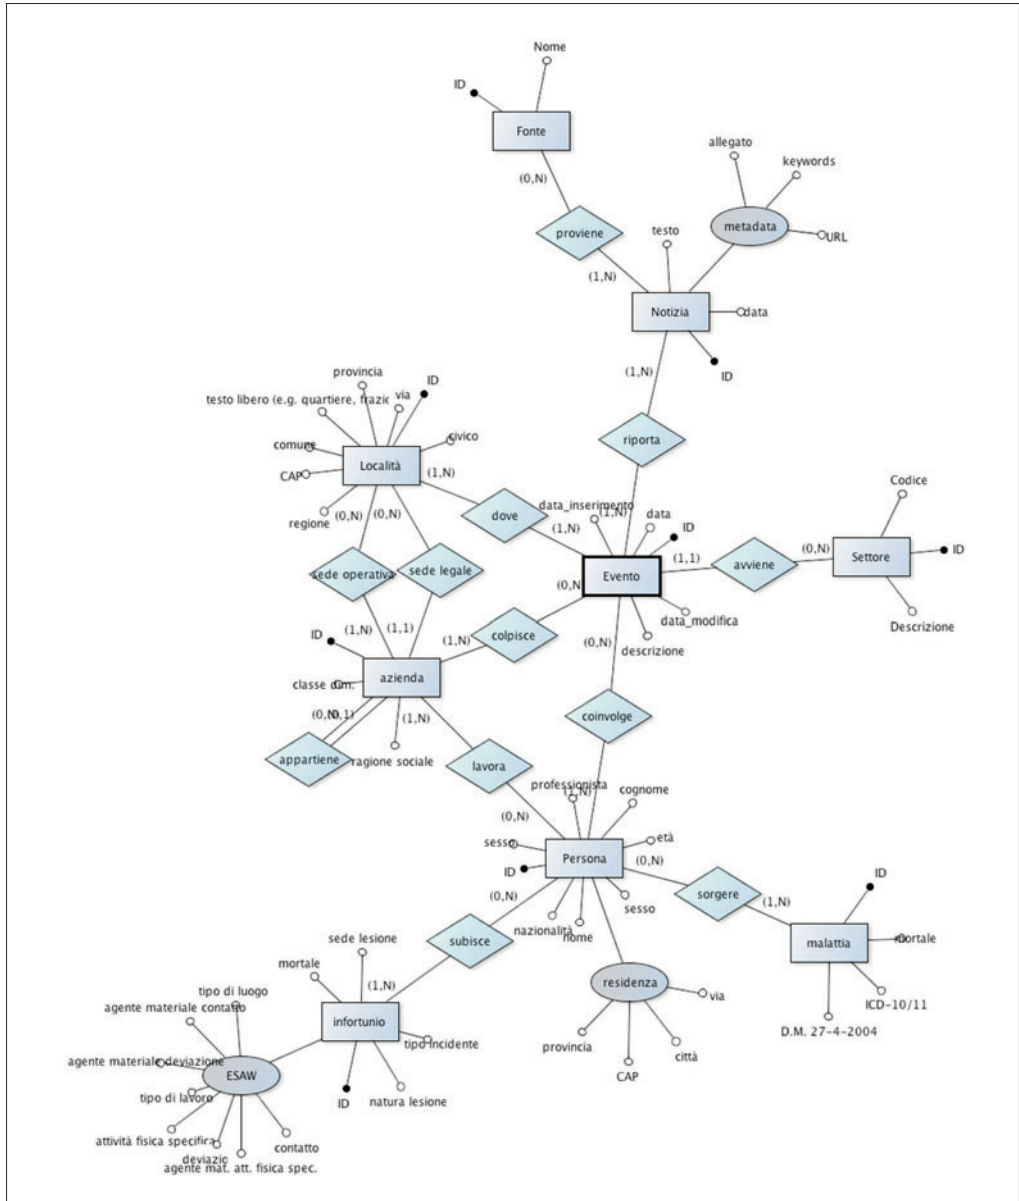 Nome
ID
Fonte
(0,N)
allegato
keywords
metadata
URL
proviene
testo
(1,N)
Notizia
data
ID
(1,N)
provincia
ID
testo libero (e.g. quartiere, frazio
via
comune
civico
riporta
Località
(1,N)
CAP
regione
(0,N)
(0,N)
dove
data_inserimento
(1,N)
data
(1,N)
ID
Codice
sede operativa
sede legale
Evento
(1,1)
avviene
(0,N)
Settore
ID
(0,N
data_modifica
Descrizione
(1,N)
(1,1)
ID
(1,N)
colpisce
(0,N)
descrizione
azienda
classe dim.
(0,N)
(0,1)
(1,N)
coinvolge
appartiene
ragione sociale
lavora
professionista
(1,N)
cognome
(0,N)
sesso
età
Persona
(0,N)
ID
(0,N)
sesso
sorgere
(1,N)
ID
nazionalità
nome
subisce
sede lesione
malattia
mortale
mortale
residenza
via
(1,N)
tipo di luogo
ICD-10/11
agente materiale contatto
infortunio
D.M. 27-4-2004
tipo incidente
provincia
città
agente materiale deviazione
ESAW
CAP
tipo di lavoro
ID
natura lesione
attività fisica specifica
contatto
deviazio
agente mat. att. fisica spec.